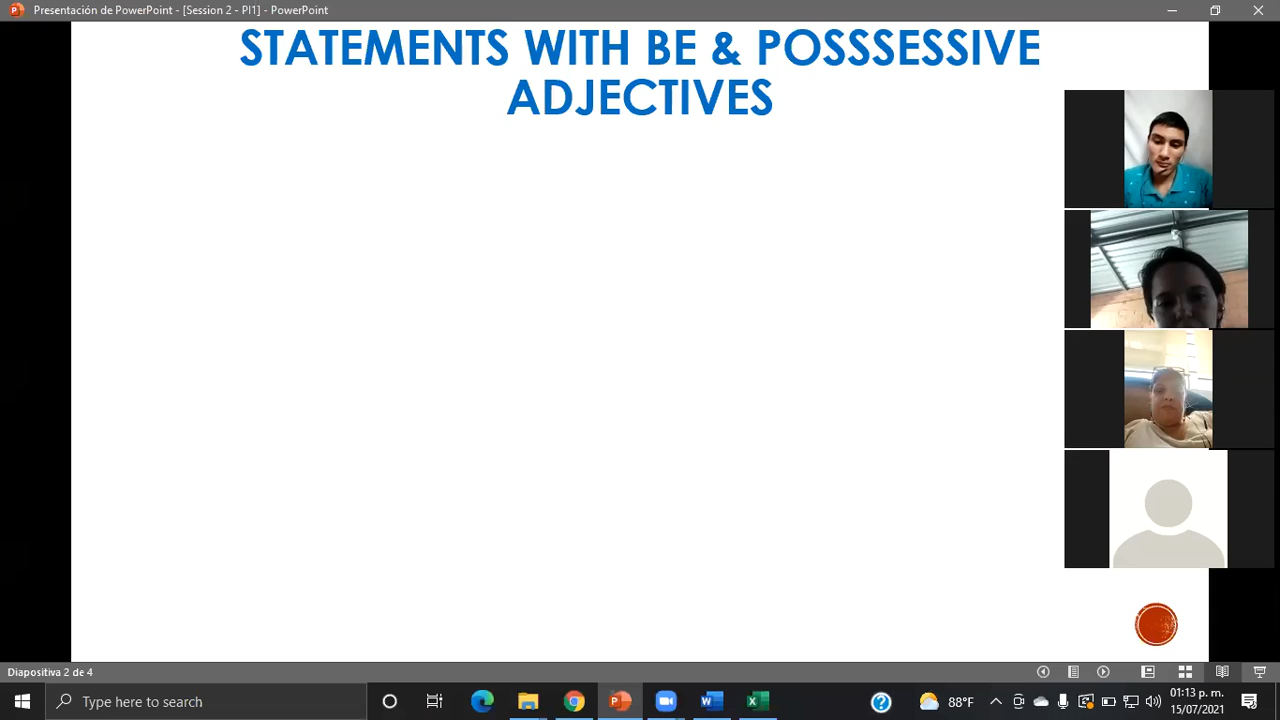 Presentación de PowerPoint - [Session 2 - PI1] - PowerPoint
STATEMENTS WITH BE & POSSSESSIVE
ADJECTIVES
Diapositiva 2 de 4
Type here to search
88°F
01:13 p. m.
15/07/2021